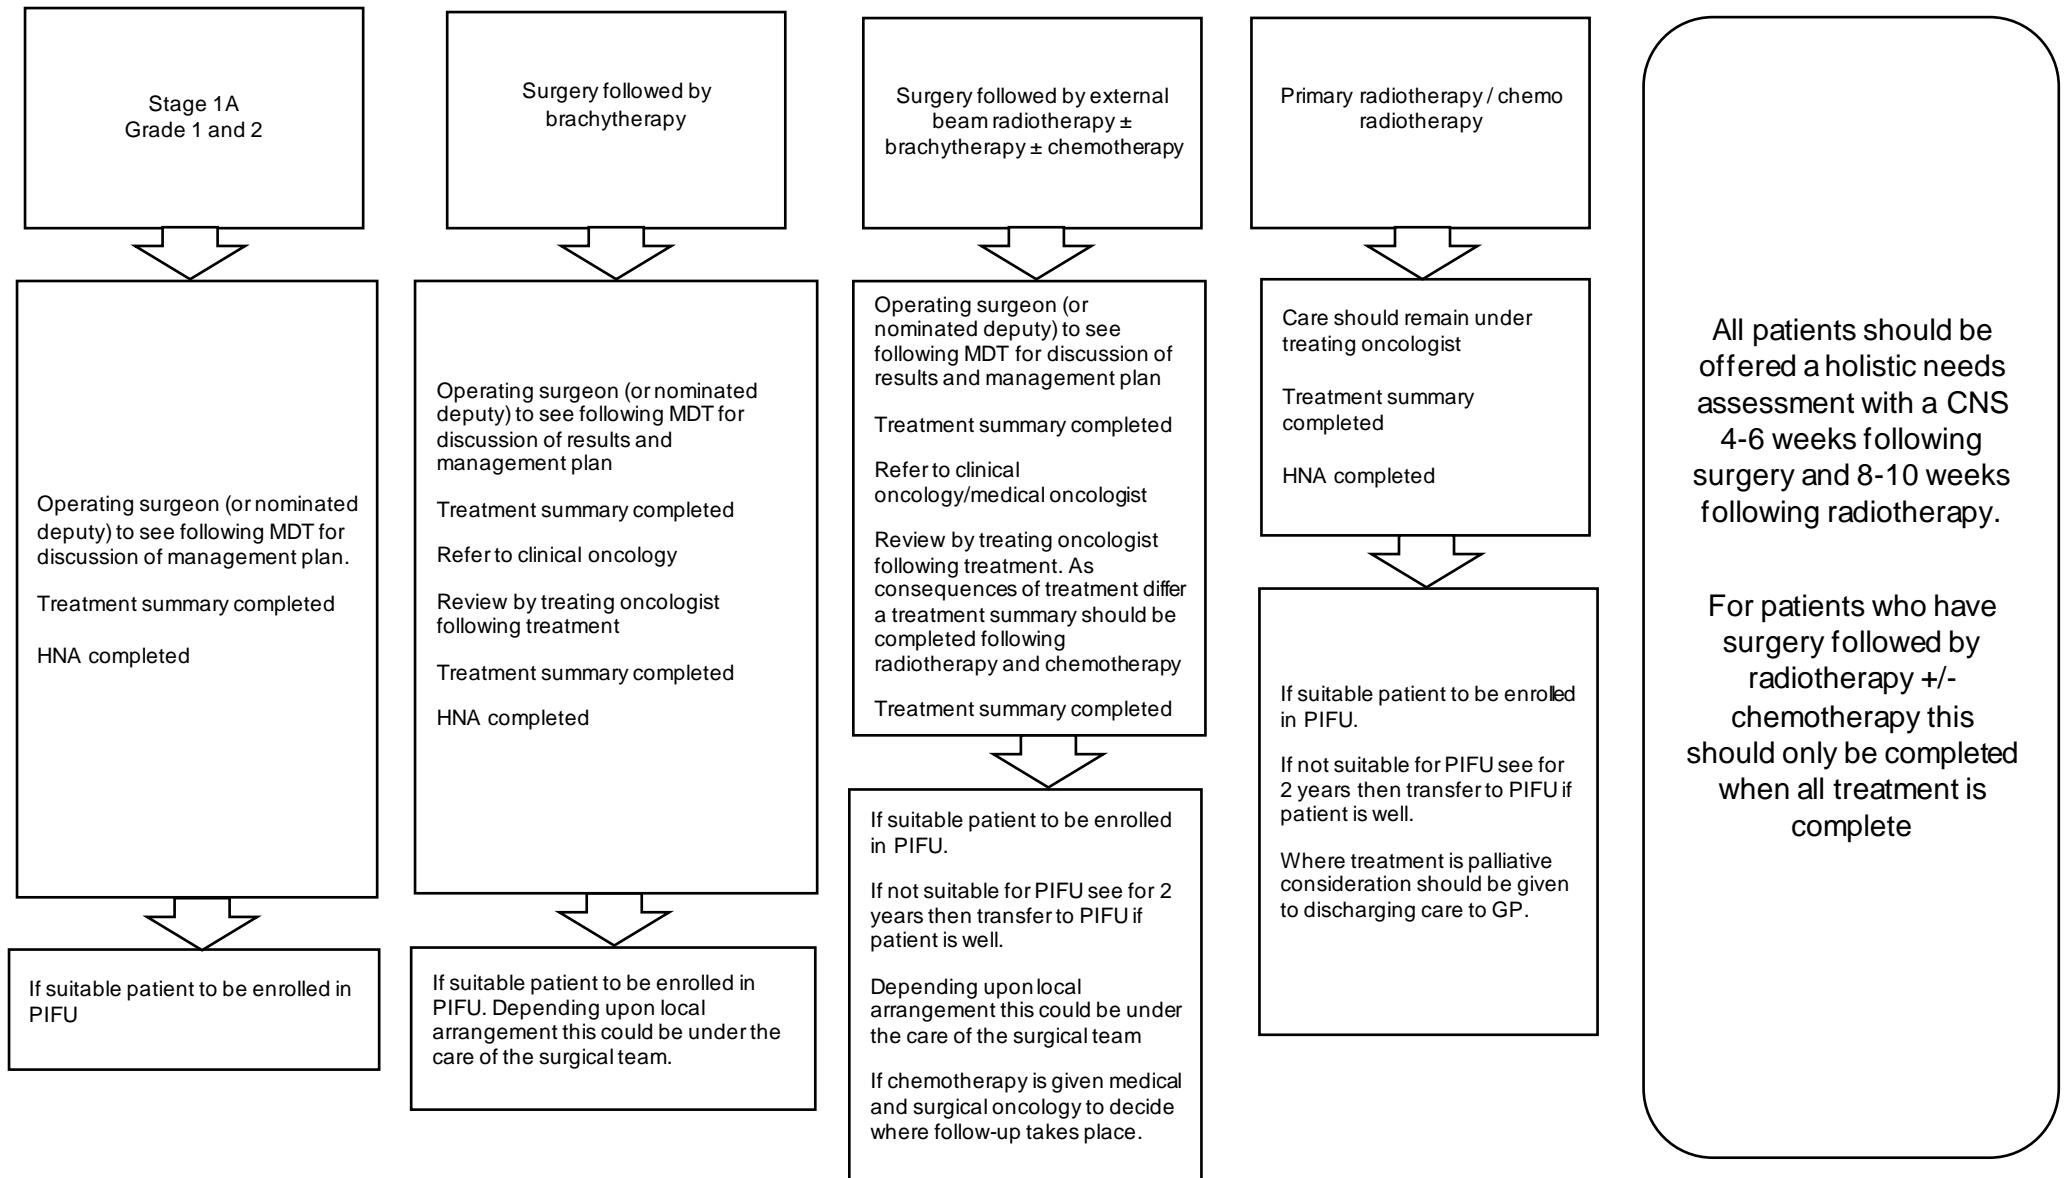 Stage 1A
Grade 1 and 2
Operating surgeon (or nominated
deputy) to see following MDT for
discussion of management plan.
Treatment summary completed
HNA completed
If suitable patient to be enrolled in
PIFU
Surgery followed by
brachytherapy
Operating surgeon (or nominated
deputy) to see following MDT for
discussion of results and
management plan
Treatment summary completed
Refer to clinical oncology
Review by treating oncologist
following treatment
Treatment summary completed
HNA completed
If suitable patient to be enrolled in
PIFU. Depending upon local
arrangement this could be under the
care of the surgical team.
Surgery followed by external
beam radiotherapy ±
brachytherapy ± chemotherapy
Operating surgeon (or
nominated deputy) to see
following MDT for discussion of
results and management plan
Treatment summary completed
Refer to clinical
oncology/medical oncologist
Review by treating oncologist
following treatment. As
consequences of treatment differ
a treatment summary should be
completed following
radiotherapy and chemotherapy
Treatment summary completed
If suitable patient to be enrolled
in PIFU.
If not suitable for PIFU see for 2
years then transfer to PIFU if
patient is well.
Depending upon local
arrangement this could be under
the care of the surgical team
If chemotherapy is given medical
and surgical oncology to decide
where follow-up takes place.
Primary radiotherapy / chemo
radiotherapy
Care should remain under
treating oncologist
Treatment summary
completed
HNA completed
If suitable patient to be enrolled
in PIFU.
If not suitable for PIFU see for
2 years then transfer to PIFU if
patient is well.
Where treatment is palliative
consideration should be given
to discharging care to GP.
All patients should be
offered a holistic needs
assessment with a CNS
4-6 weeks following
surgery and 8-10 weeks
following radiotherapy.
For patients who have
surgery followed by
radiotherapy +/-
chemotherapy this
should only be completed
when all treatment is
complete